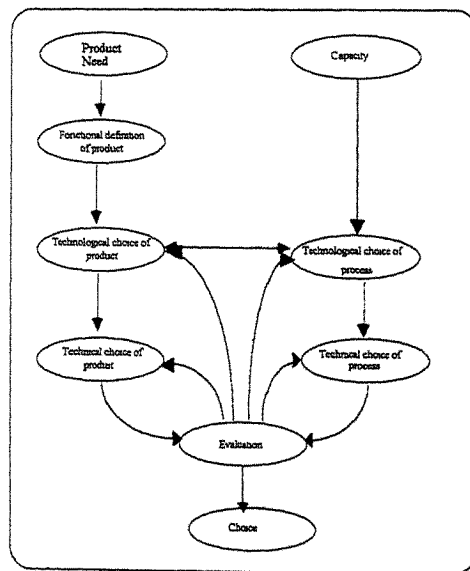 Product
Need
Capacity
Fonctional definition
of product
Technological choice of
product
Technological choice of
process
Technical choice of
product
Technical choice of
process
Evaluation
Choice